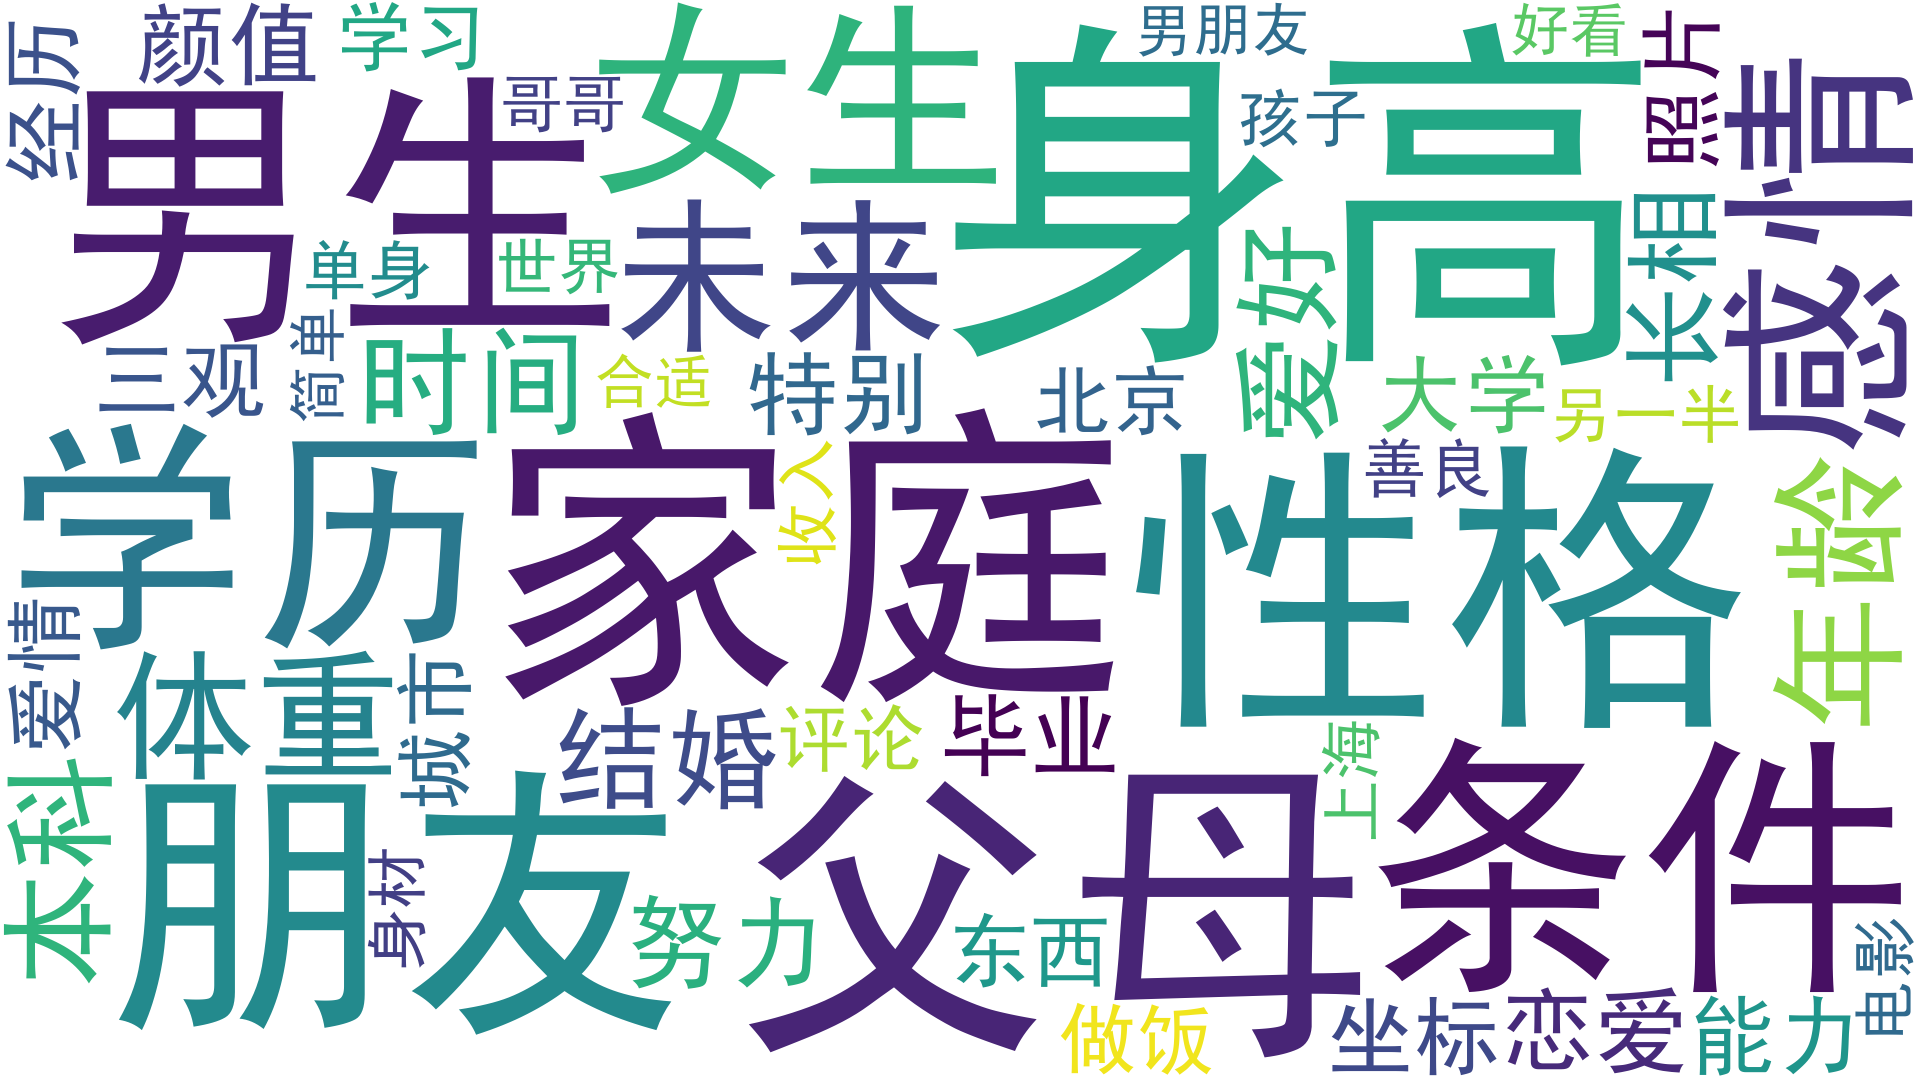 经历
颜值
学习
哥哥
女生
男朋友
好看
照片
男生
身高
孩子
感情
单身
世界
未来
爱好
长相
三观
简单
时间
合适
特别
北京
大学
另一半
学历
家庭
收入
性格
善良
年龄
爱情
体重
城市
结婚
评论
毕业
上海
条件
本科
朋友
身材
努力
父母
东西
电影
做饭
坐标
恋爱
能力